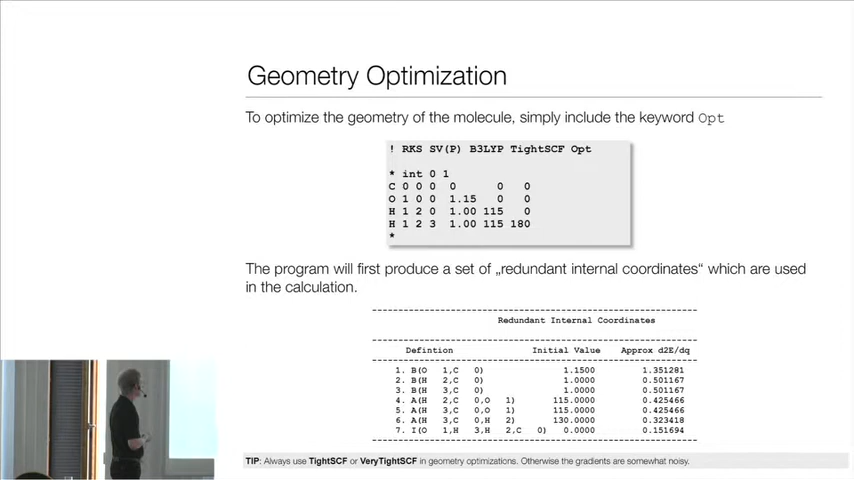 Geometry Optimization
To optimize the geometry of the molecule, simply include the keyword Opt
! RKS SV(P) B3LYP TightSCF Opt
* int 0 1
C 0 0 0 0 0 0
O 1 0 0 1.15 0 0
H 1 2 0 1.00 115 0
H 1 2 3 1.00 115 180
*
The program will first produce a set of „redundant internal coordinates“ which are used
in the calculation.
Redundant Internal Coordinates
Defintion Initial Value Approx d2E/dq
1. B(O 1,C 0) 1.1500 1.351281
2. B(H 2,C 0) 1.0000 0.501167
3. B(H 3,C 0) 1.0000 0.501167
4. A(H 2,C 0,O 1) 115.0000 0.425466
5. A(H 3,C 0,O 1) 115.0000 0.425466
6. A(H 3,C 0,H 2) 130.0000 0.323418
7. I(O 1,H 3,H 2,C 0) 0.0000 0.151694
TIP: Always use TightSCF or VeryTightSCF in geometry optimizations. Otherwise the gradients are somewhat noisy.